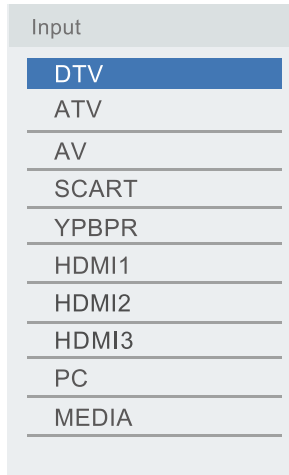 Input
DTV
ATV
AV
SCART
YPBPR
HDMI1
HDMI2
HDMI3
PC
MEDIA